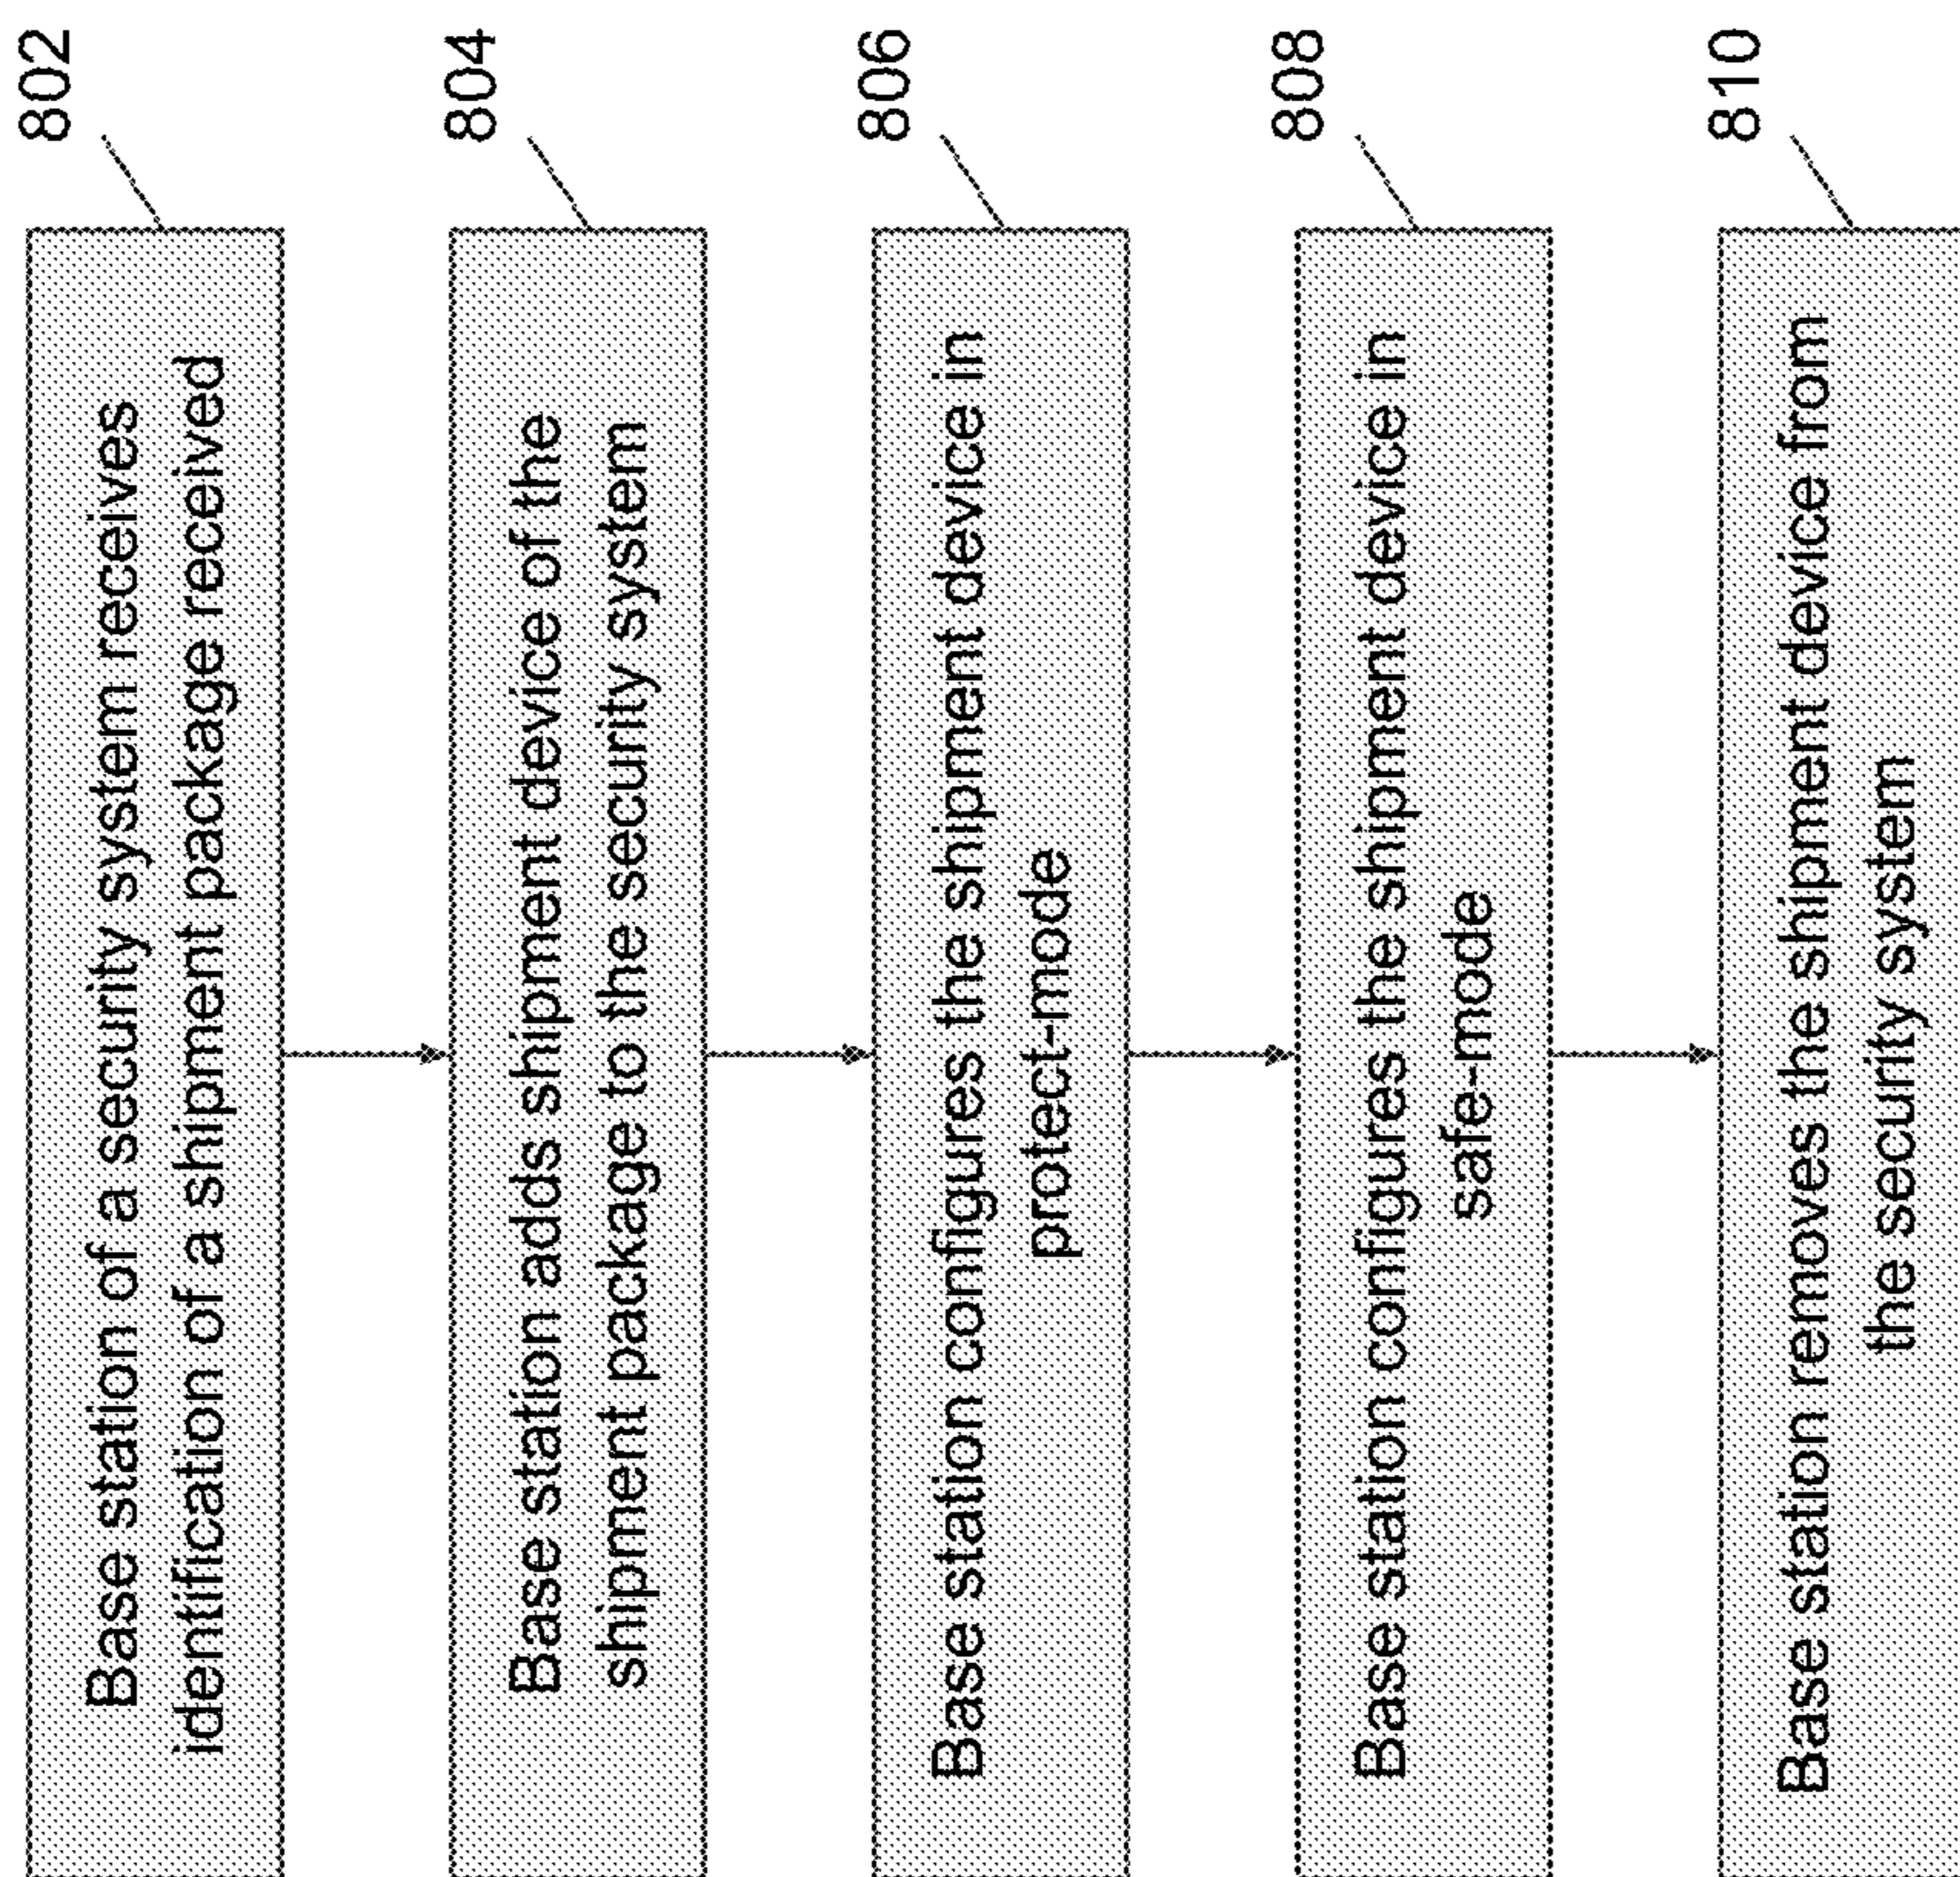 802
Base station of a security system receives
identification of a shipment package received
804
Base station adds shipment device of the
shipment package to the security system
806
Base station configures the shipment device in
protect-mode
808
Base station configures the shipment device in
safe-mode
810
Base station removes the shipment device from
the security system